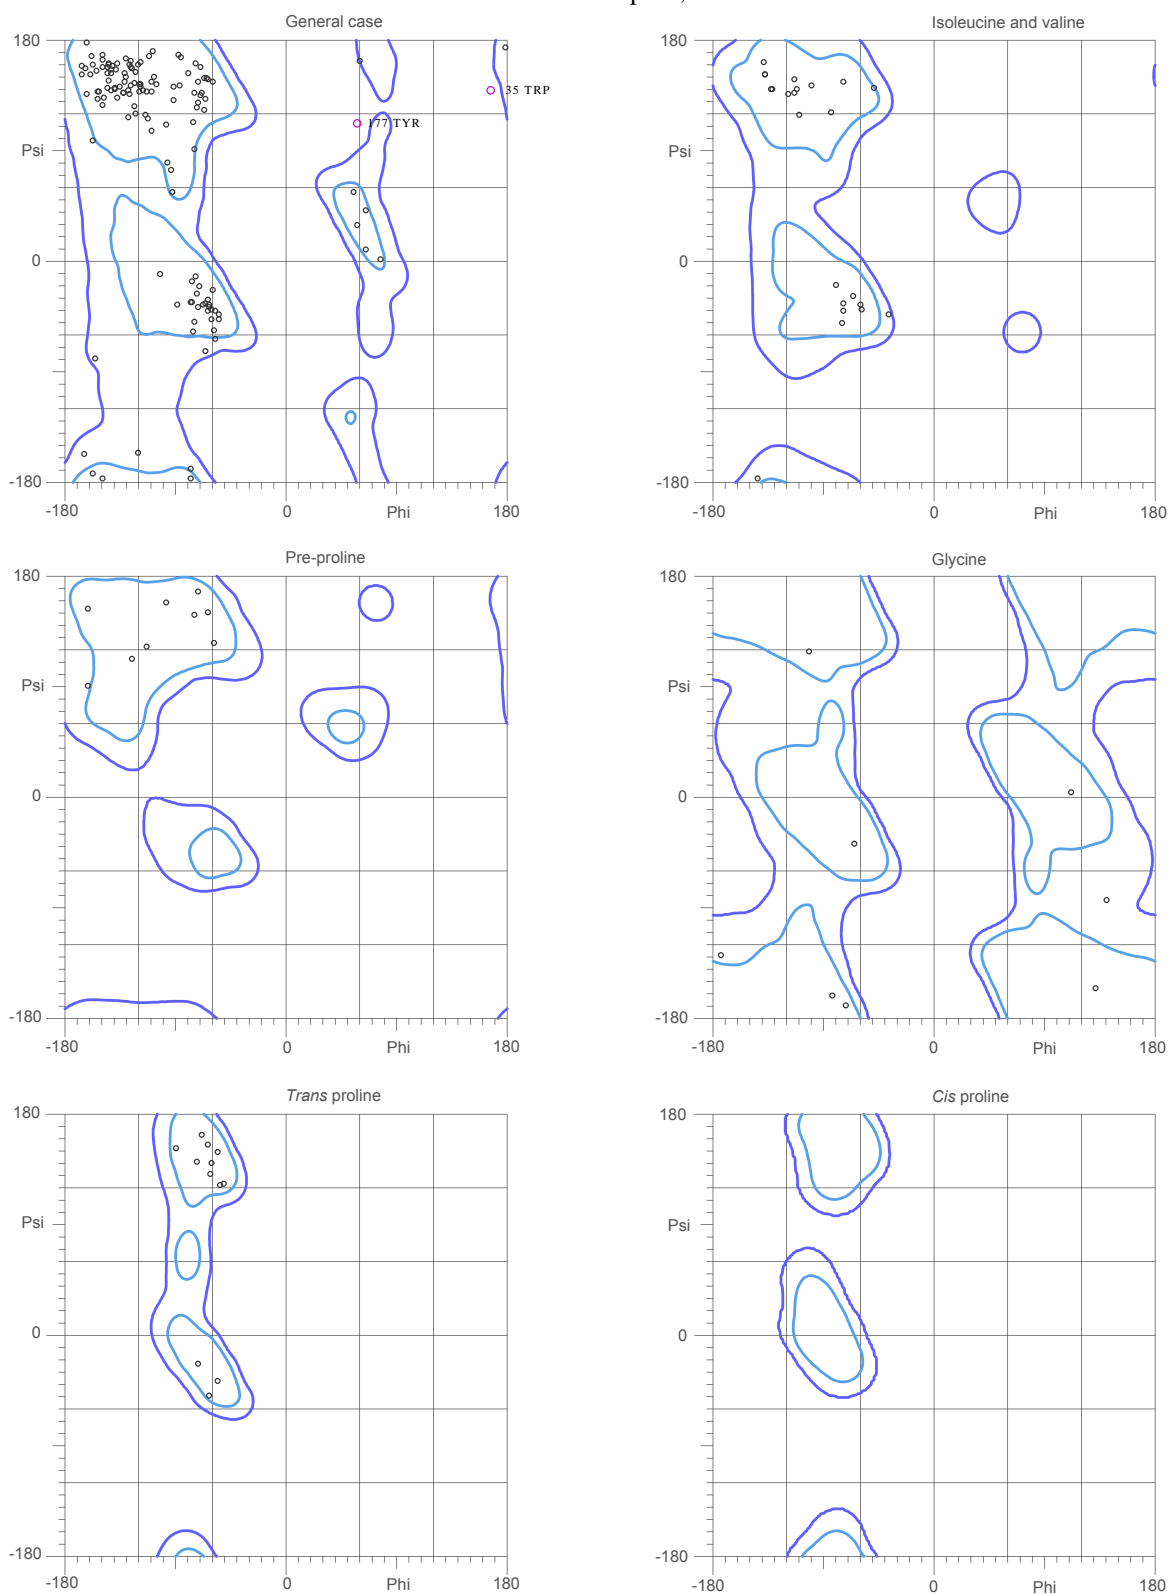 General case
Isoleucine and valine
180
35 TRP
177 TYR
Psi
0
-180
-180
0
Phi
180
180
Psi
0
-180
-180
0
Phi
180
Pre-proline
Glycine
180
Psi
0
-180
-180
0
Phi
180
180
Psi
0
-180
-180
0
Phi
180
Trans proline
Cis proline
180
Psi
0
-180
-180
0
Phi
180
180
Psi
0
-180
-180
0
Phi
180